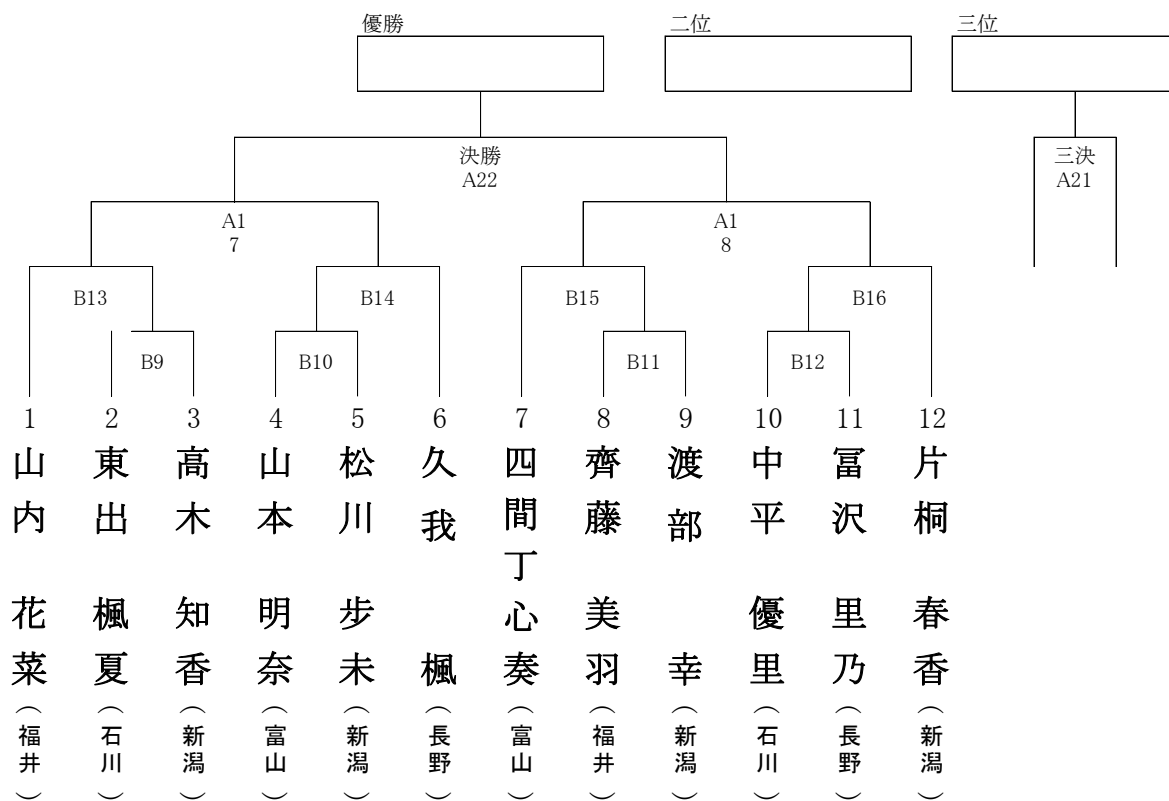 優勝
二位
三位
決勝
A22
三決
A21
A1
7
A1
8
B13
B14
B15
B16
B9
B10
B11
B12
1
2
3
4
5
6
7
8
9
10
11
12
山内 花菜(福井)
東出 楓夏(石川)
高木 知香(新潟)
山本 明奈(富山)
松川 歩未(新潟)
久我 楓(長野)
四間丁心奏(富山)
齊藤 美羽(福井)
渡部 幸(新潟)
中平 優里(石川)
冨沢 里乃(長野)
片桐 春香(新潟)